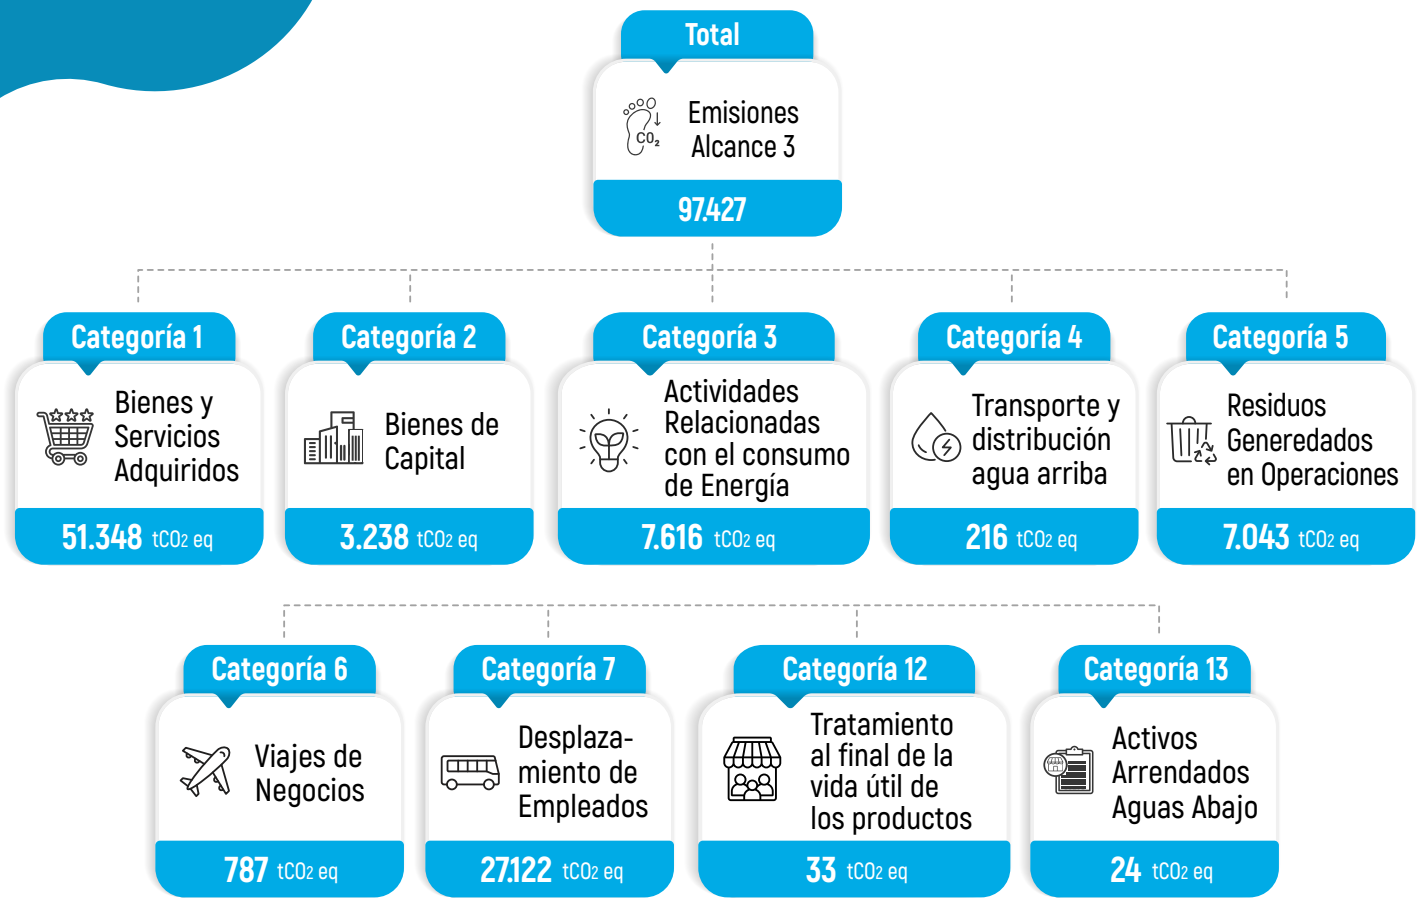 Total
CO₂
Emisiones
Alcance 3
97.427
Categoría 1
Bienes y
Servicios
Adquiridos
51.348 tCO2 eq
Categoría 2
Bienes de
Capital
3.238 tCO2 eq
Categoría 3
Actividades
Relacionadas
con el consumo
de Energía
7.616 tCO2 eq
Categoría 4
Transporte y
distribución
agua arriba
216 tCO2 eq
Categoría 5
Residuos
Generedados
en Operaciones
7.043 tCO2 eq
Categoría 6
Viajes de
Negocios
787 tCO2 eq
Categoría 7
Desplaza-
miento de
Empleados
27.122 tCO2 eq
Categoría 12
Tratamiento
al final de la
vida útil de
los productos
33 tCO2 eq
Categoría 13
Activos
Arrendados
Aguas Abajo
24 tCO2 eq